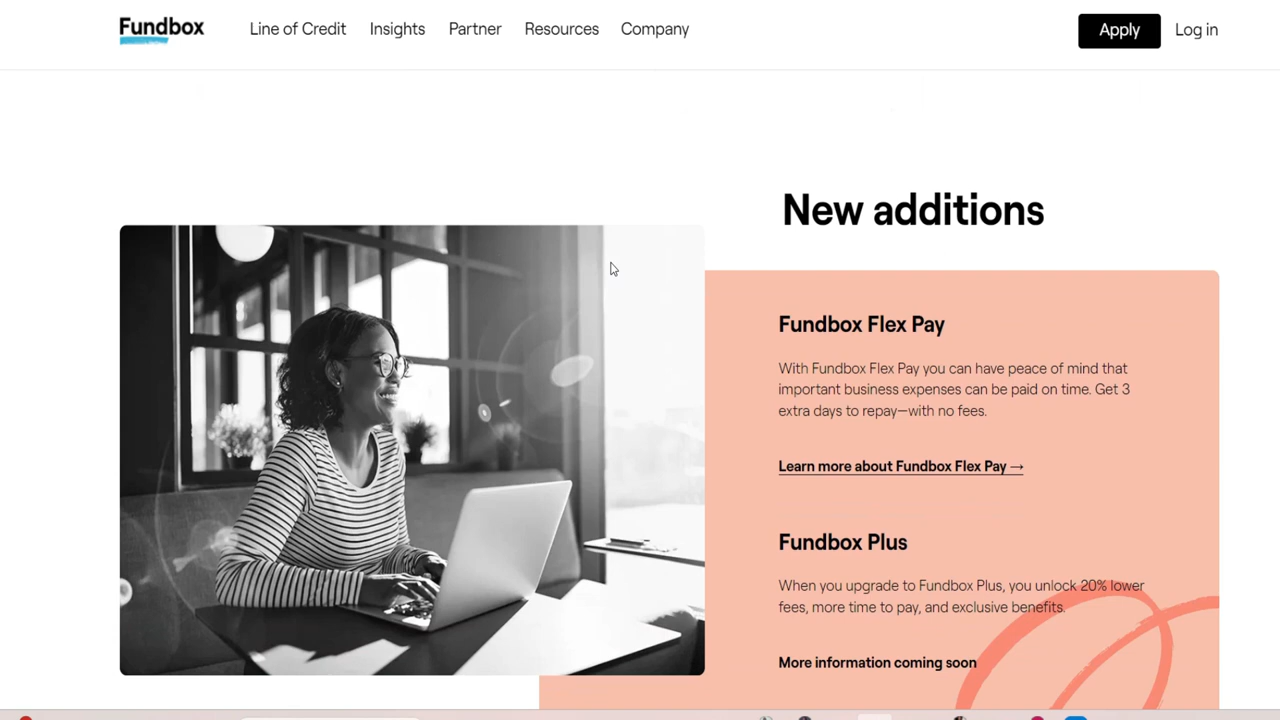 Fundbox
Line of Credit
Insights
Partner
Resources
Company
Apply
Log in
New additions
Fundbox Flex Pay
With Fundbox Flex Pay you can have peace of mind that
important business expenses can be paid on time. Get 3
extra days to repay—with no fees.
Learn more about Fundbox Flex Pay →
Fundbox Plus
When you upgrade to Fundbox Plus, you unlock 20% lower
fees, more time to pay, and exclusive benefits.
More information coming soon